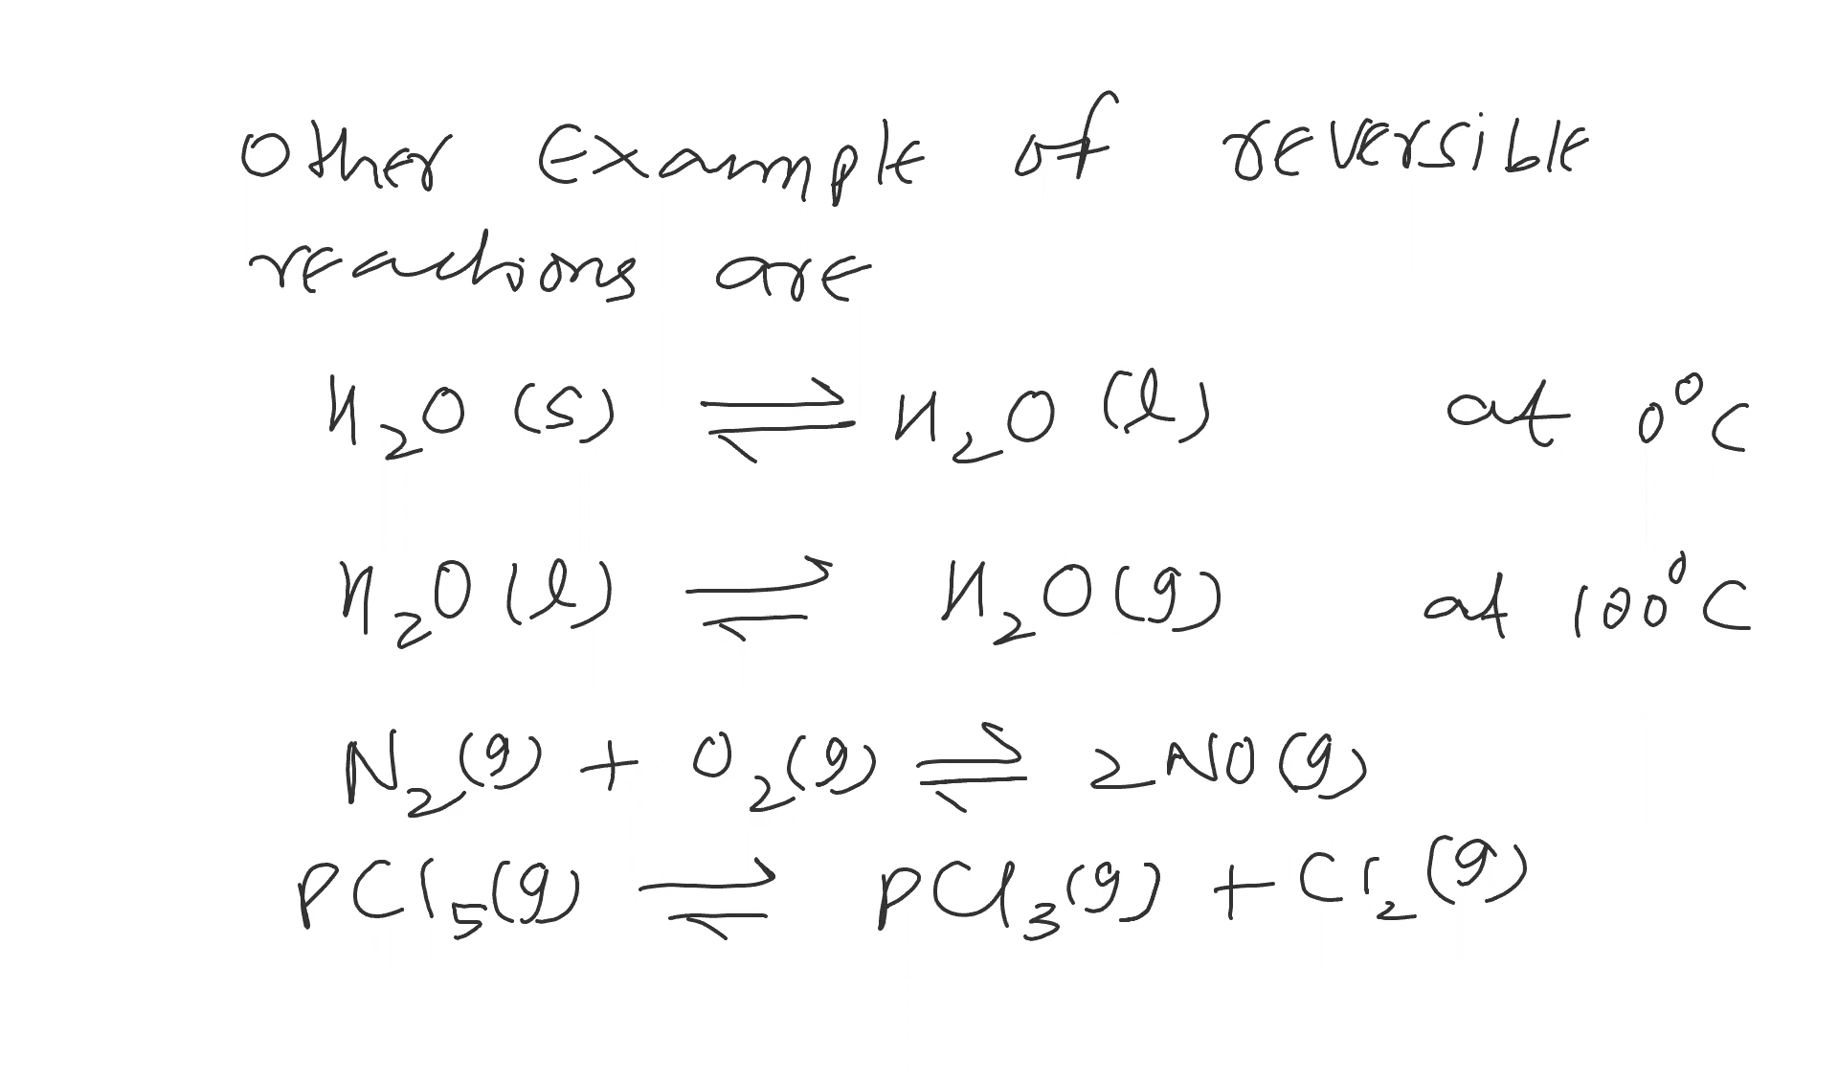 Other Example of reversible
reactions are
H₂O (s) ⇌ H₂O (l) at 0°C
H₂O (l) ⇌ H₂O (g) at 100°C
N₂ (g) + O₂ (g) ⇌ 2NO (g)
PCl₅ (g) ⇌ PCl₃ (g) + Cl₂ (g)